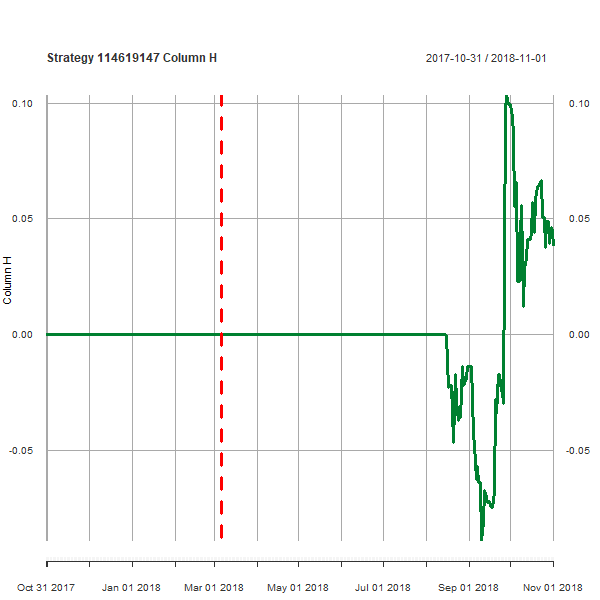 Strategy 114619147 Column H
2017-10-31 / 2018-11-01
0.10 0.10
0.05 0.05
0.00 0.00
-0.05 -0.05
Column H
Oct 31 2017 Jan 01 2018 Mar 01 2018 May 01 2018 Jul 01 2018 Sep 01 2018 Nov 01 2018